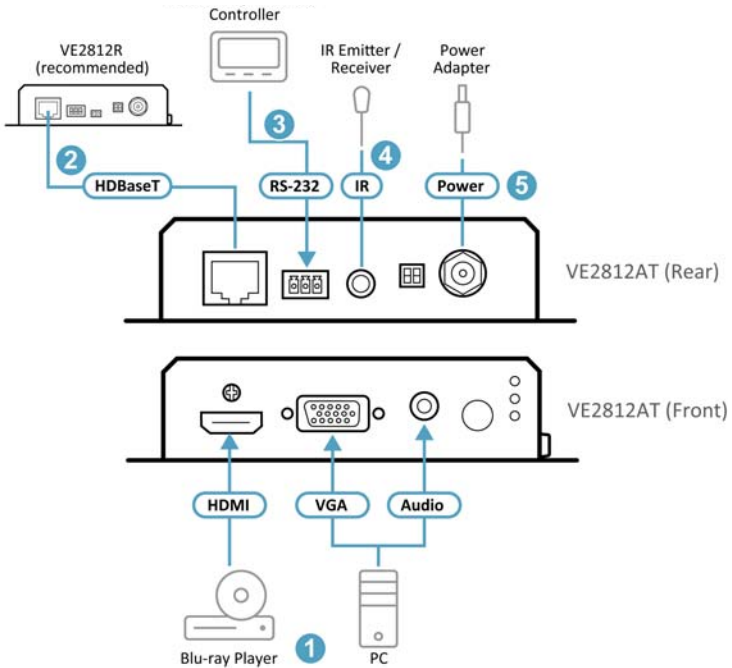 Controller
VE2812R
(recommended)
IR Emitter /
Receiver
Power
Adapter
3
2
4
HDBaseT
RS-232
IR
Power
5
VE2812AT (Rear)
VE2812AT (Front)
HDMI
VGA
Audio
Blu-ray Player
1
PC